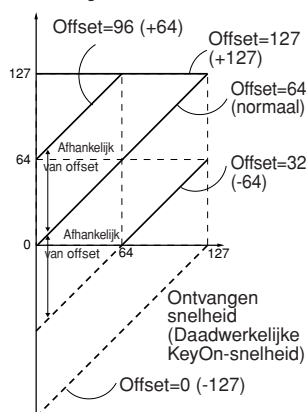 Offset=96 (+64)
Offset=127
(+127)
127
Offset=64
(normaal)
Offset=32
(-64)
Afhankelijk
van offset
64
Afhankelijk
van offset
0
64
127
Ontvangen
snelheid
(Daadwerkelijke
KeyOn-snelheid)
Offset=0 (-127)